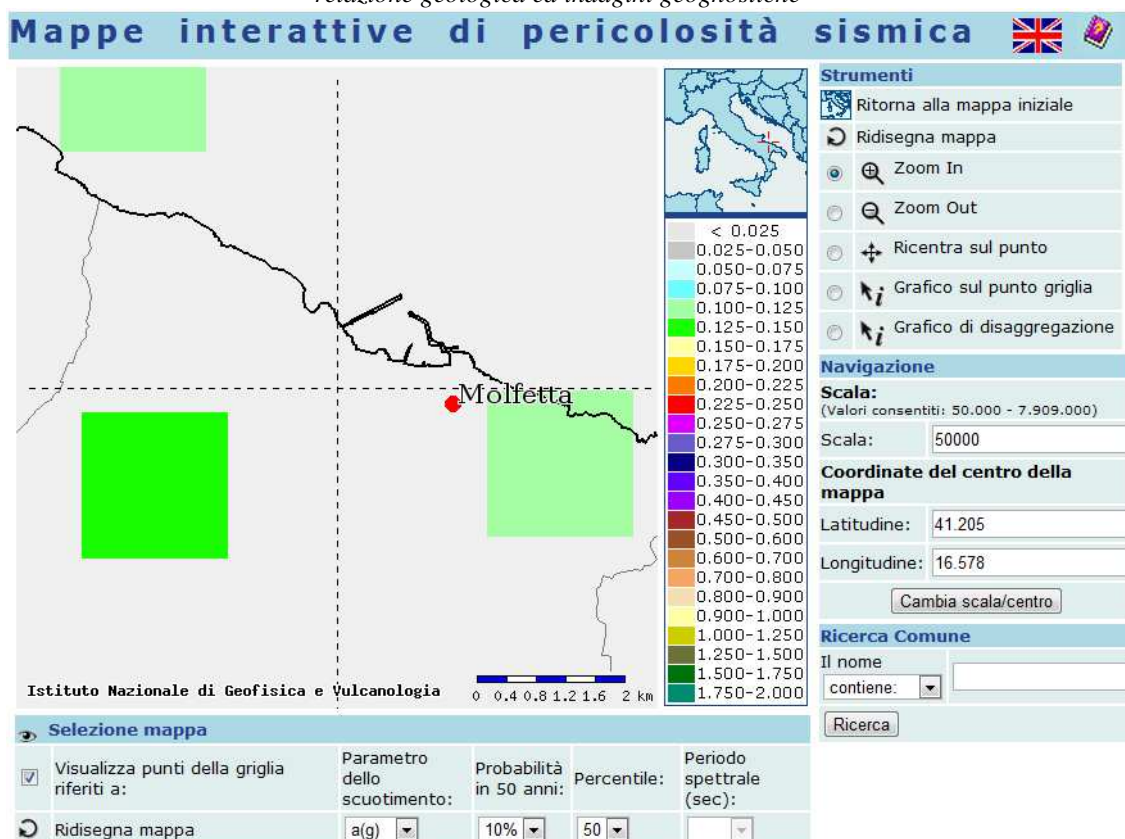 relazione geologica ed indagini geognostiche
Mappe interattive di pericolosità sismica
Molfetta
Istituto Nazionale di Geofisica e Vulcanologia
0 0.4 0.8 1.2 1.6 2 km
< 0.025
0.025-0.050
0.050-0.075
0.075-0.100
0.100-0.125
0.125-0.150
0.150-0.175
0.175-0.200
0.200-0.225
0.225-0.250
0.250-0.275
0.275-0.300
0.300-0.350
0.350-0.400
0.400-0.450
0.450-0.500
0.500-0.600
0.600-0.700
0.700-0.800
0.800-0.900
0.900-1.000
1.000-1.250
1.250-1.500
1.500-1.750
1.750-2.000
Strumenti
Ritorna alla mappa iniziale
Ridisegna mappa
Zoom In
Zoom Out
Ricentra sul punto
Grafico sul punto griglia
Grafico di disaggregazione
Navigazione
Scala:
(Valori consentiti: 50.000 - 7.909.000)
Scala: 50000
Coordinate del centro della
mappa
Latitudine: 41.205
Longitudine: 16.578
Cambia scala/centro
Ricerca Comune
Il nome
contiene:
Ricerca
Selezione mappa
Visualizza punti della griglia
riferiti a:
Parametro
dello
scuotimento:
Probabilità
in 50 anni:
Percentile:
Periodo
spettrale
(sec):
Ridisegna mappa
a(g) 10% 50